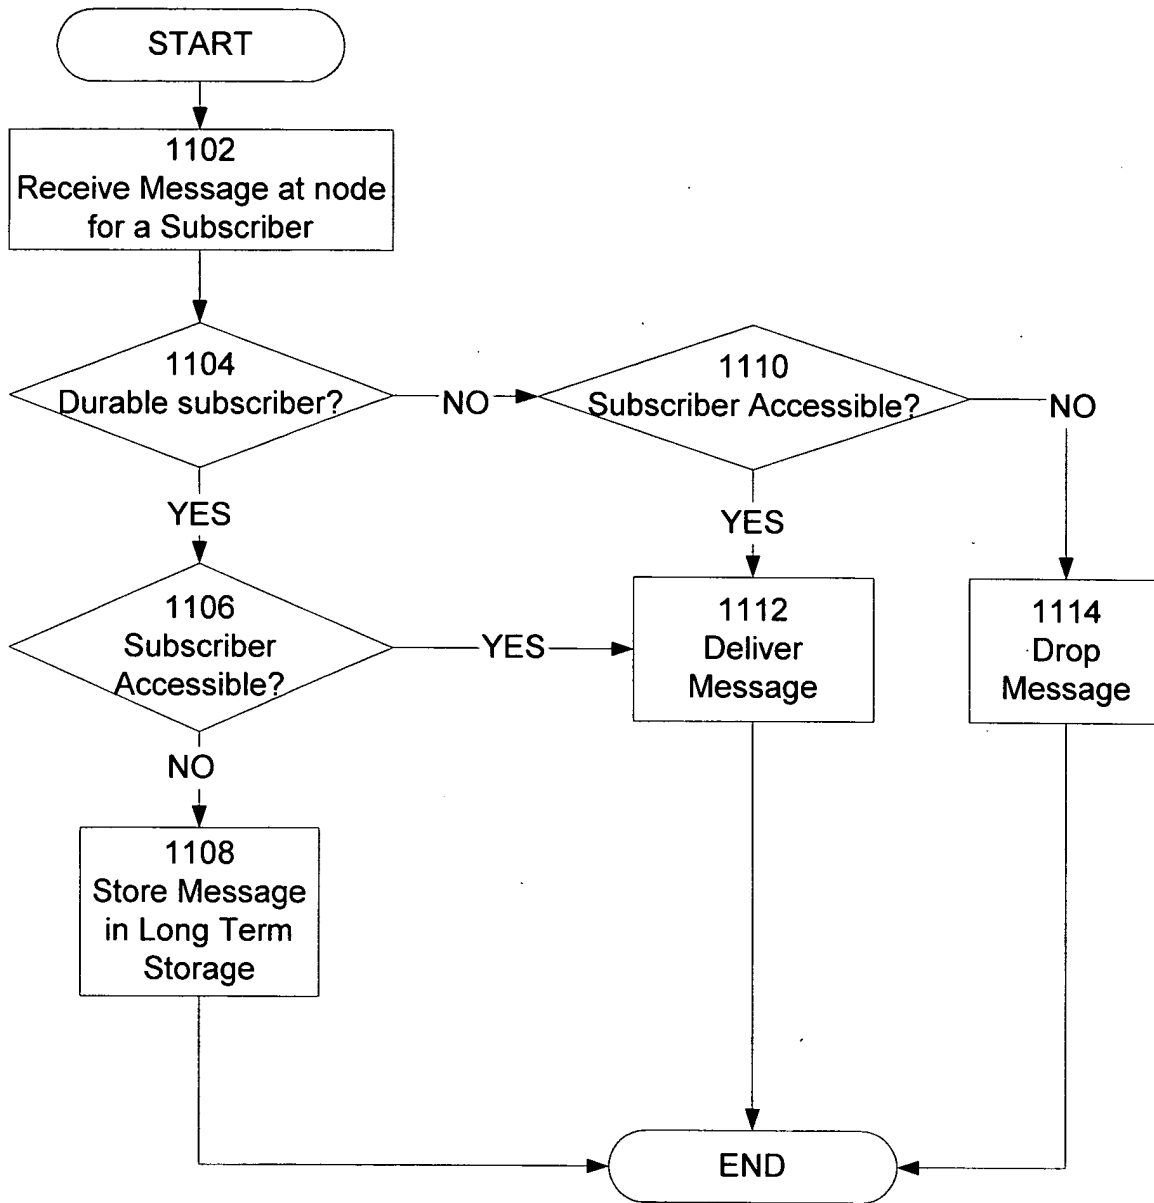 START
1102
Receive Message at node
for a Subscriber
1104
Durable subscriber?
NO
1110
Subscriber Accessible?
NO
YES
YES
1106
Subscriber
Accessible?
YES
1112
Deliver
Message
1114
Drop
Message
NO
1108
Store Message
in Long Term
Storage
END